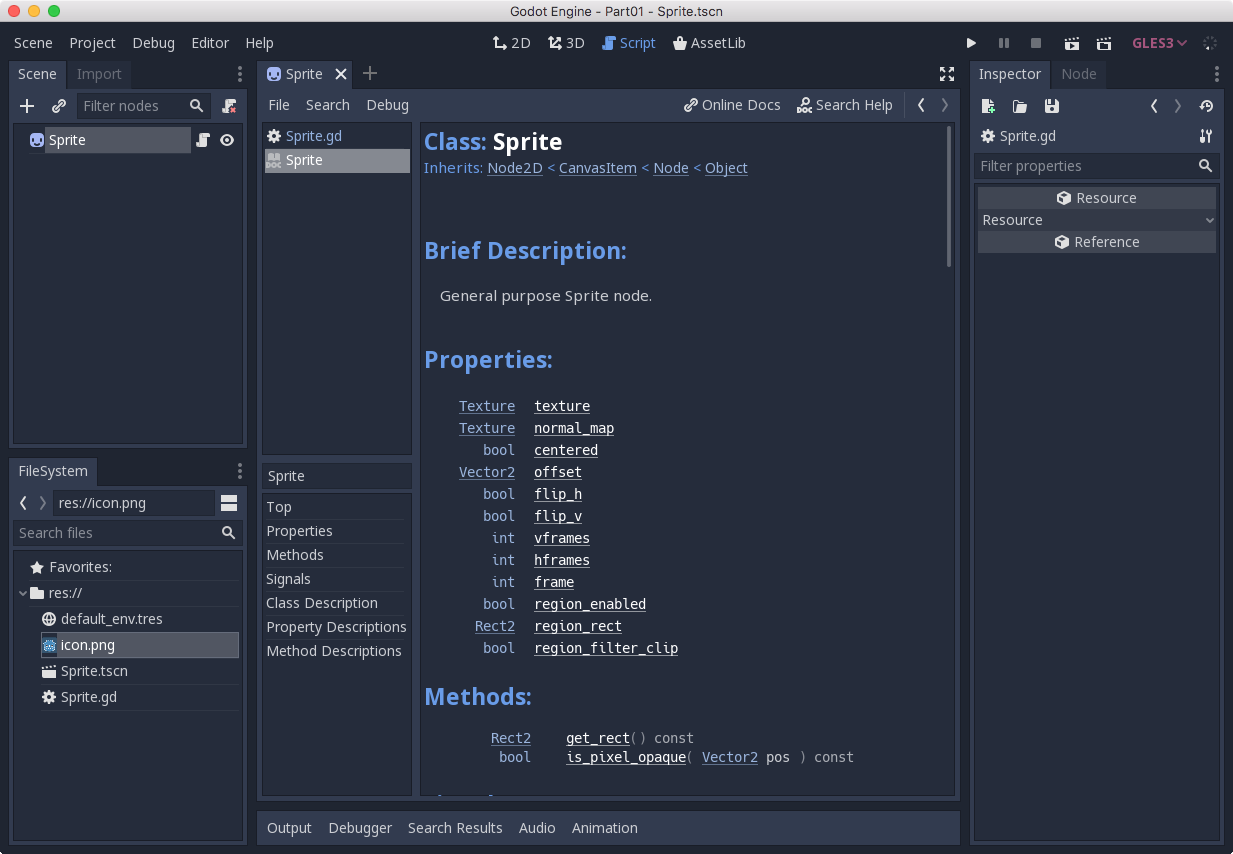 Godot Engine - Part01 - Sprite.tscn
Scene Project Debug Editor Help
2D 3D Script AssetLib
GLES3
Scene Import
Filter nodes
Sprite
FileSystem
res://icon.png
Search files
Favorites:
res://
default_env.tres
icon.png
Sprite.tscn
Sprite.gd
Sprite
File Search Debug
Online Docs Search Help
Sprite.gd
Sprite
Sprite
Top
Properties
Methods
Signals
Class Description
Property Descriptions
Method Descriptions
Class: Sprite
Inherits: Node2D < CanvasItem < Node < Object
Brief Description:
General purpose Sprite node.
Properties:
Texture texture
Texture normal_map
bool centered
Vector2 offset
bool flip_h
bool flip_v
int vframes
int hframes
int frame
bool region_enabled
Rect2 region_rect
bool region_filter_clip
Methods:
Rect2 get_rect() const
bool is_pixel_opaque( Vector2 pos ) const
Output Debugger Search Results Audio Animation
Inspector Node
Sprite.gd
Filter properties
Resource
Resource
Reference